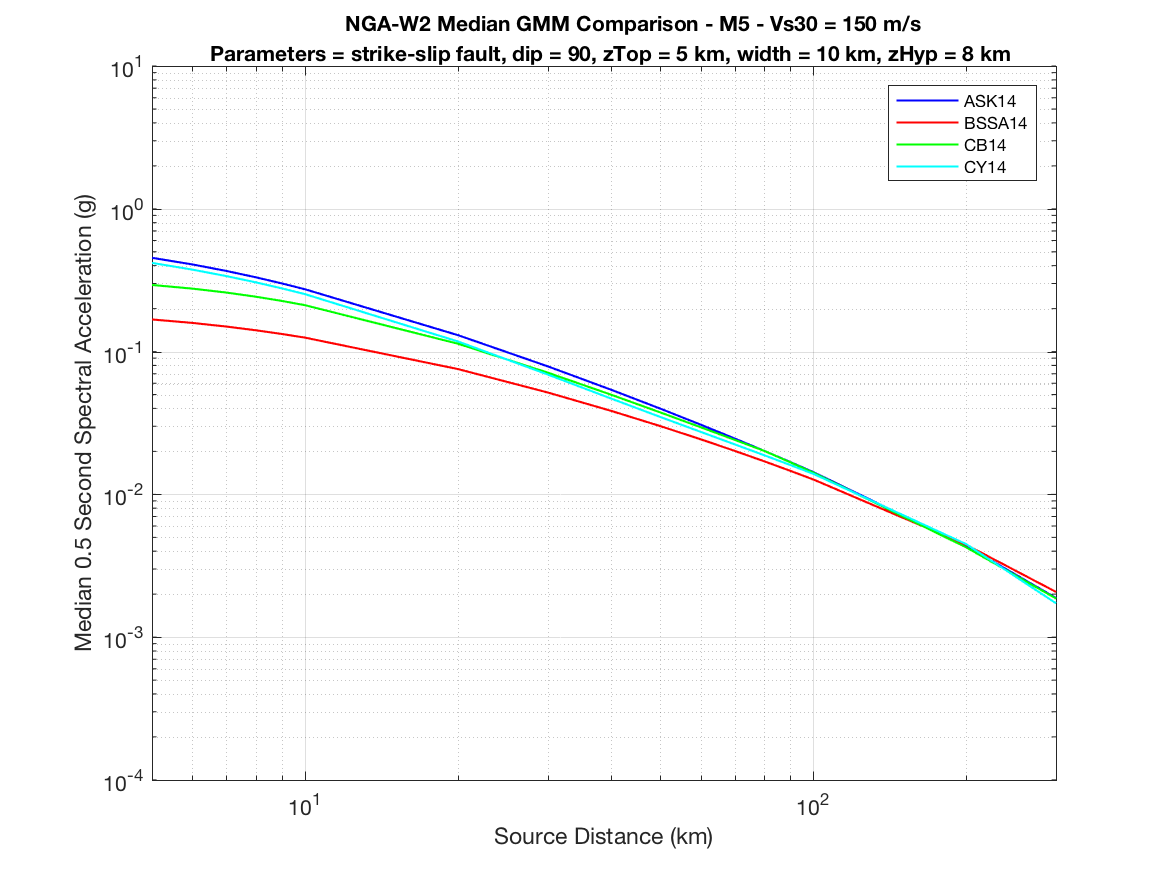 NGA-W2 Median GMM Comparison - M5 - Vs30 = 150 m/s
Parameters = strike-slip fault, dip = 90, zTop = 5 km, width = 10 km, zHyp = 8 km
ASK14
BSSA14
CB14
CY14
Median 0.5 Second Spectral Acceleration (g)
10^1
10^0
10^-1
10^-2
10^-3
10^-4
10^1
10^2
Source Distance (km)